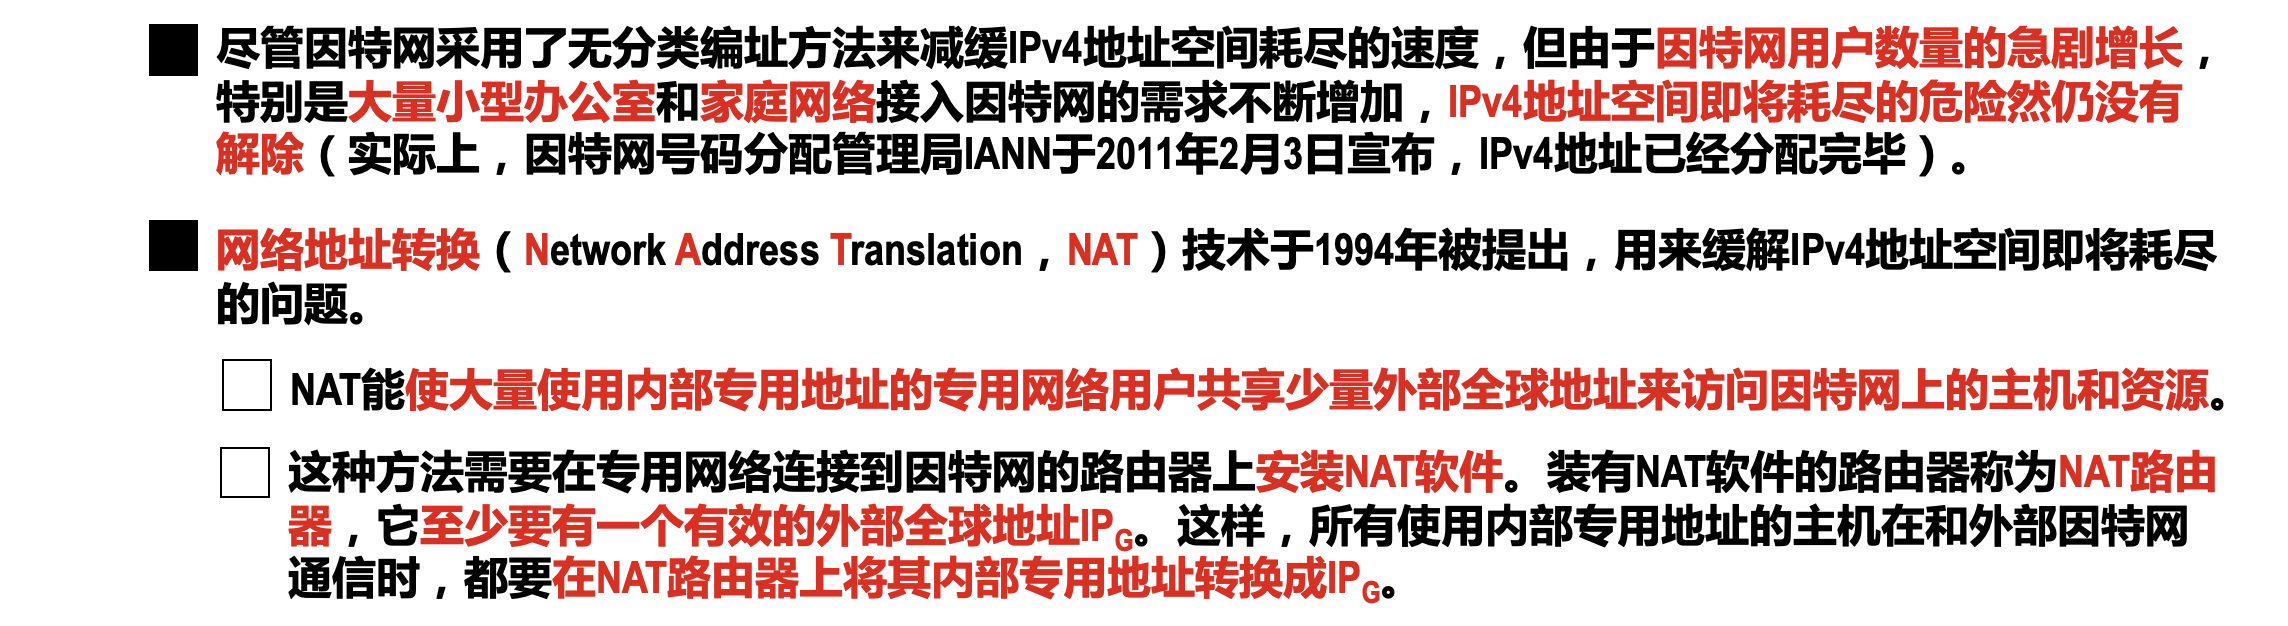 尽管因特网采用了无分类编址方法来减缓IPv4地址空间耗尽的速度，但由于因特网用户数量的急剧增长，
特别是大量小型办公室和家庭网络接入因特网的需求不断增加，IPv4地址空间即将耗尽的危险然仍没有
解除（实际上，因特网号码分配管理局IANN于2011年2月3日宣布，IPv4地址已经分配完毕）。
网络地址转换（Network Address Translation，NAT）技术于1994年被提出，用来缓解IPv4地址空间即将耗尽
的问题。
NAT能使大量使用内部专用地址的专用网络用户共享少量外部全球地址来访问因特网上的主机和资源。
这种方法需要在专用网络连接到因特网的路由器上安装NAT软件。装有NAT软件的路由器称为NAT路由
器，它至少要有一个有效的外部全球地址IPG。这样，所有使用内部专用地址的主机在和外部因特网
通信时，都要在NAT路由器上将其内部专用地址转换成IPG。